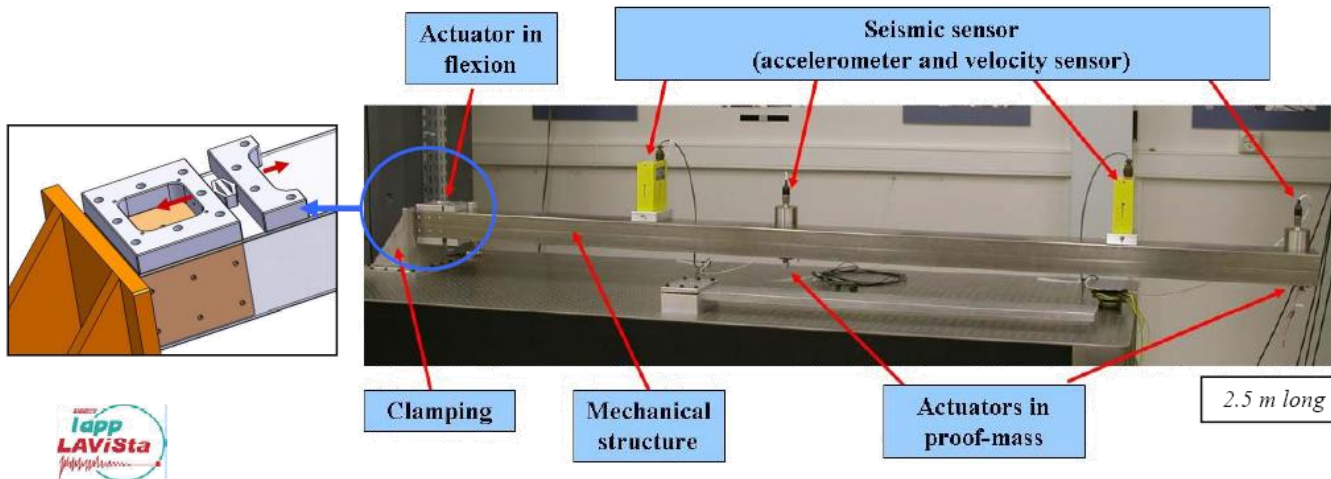 Actuator in
flexion
Seismic sensor
(accelerometer and velocity sensor)
Clamping
Mechanical
structure
Actuators in
proof-mass
2.5 m long
lapp
LAViSta